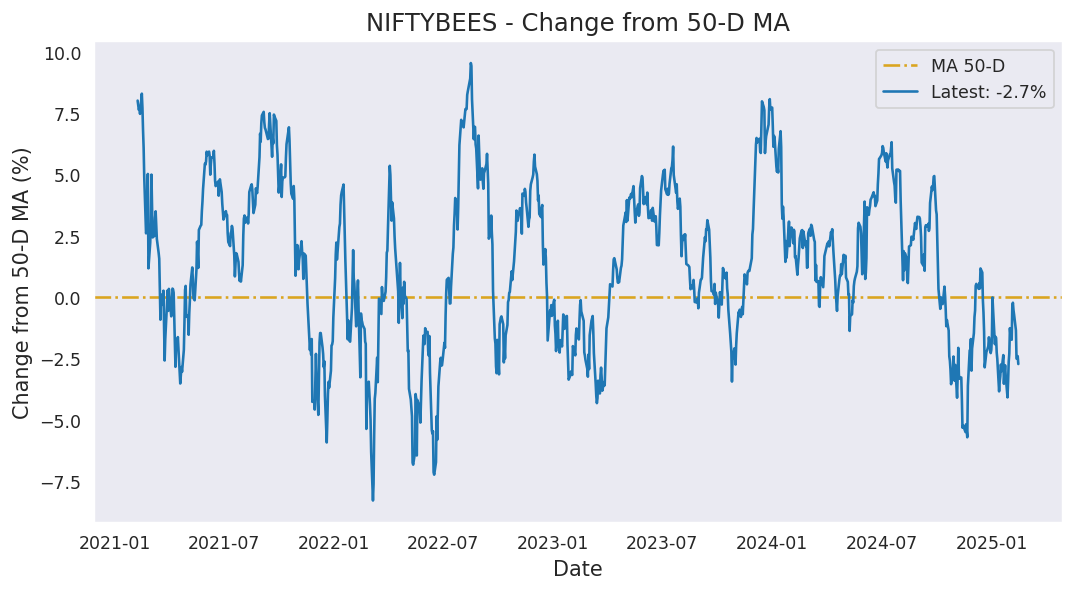 NIFTYBEES - Change from 50-D MA
MA 50-D
Latest: -2.7%
Change from 50-D MA (%)
10.0
7.5
5.0
2.5
0.0
−2.5
−5.0
−7.5
2021-01 2021-07 2022-01 2022-07 2023-01 2023-07 2024-01 2024-07 2025-01
Date